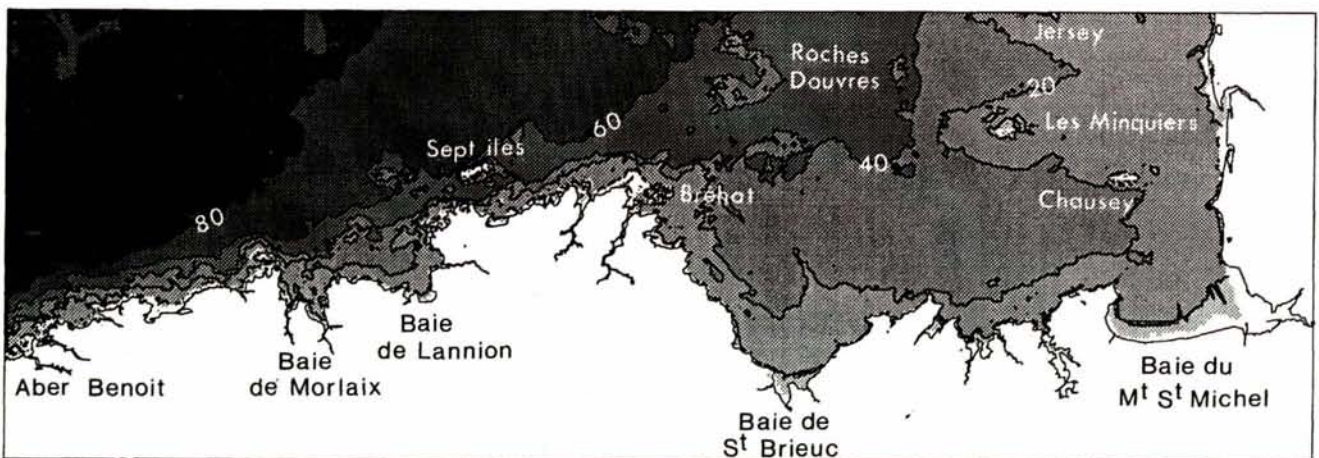 Jersey
Roches
Douvres
20
Les Minquiers
60
Sept iles
40
Bréhat
Chausey
80
Baie
de Lannion
Baie
de Morlaix
Aber Benoit
Baie du
Mt St Michel
Baie de
St Brieuc